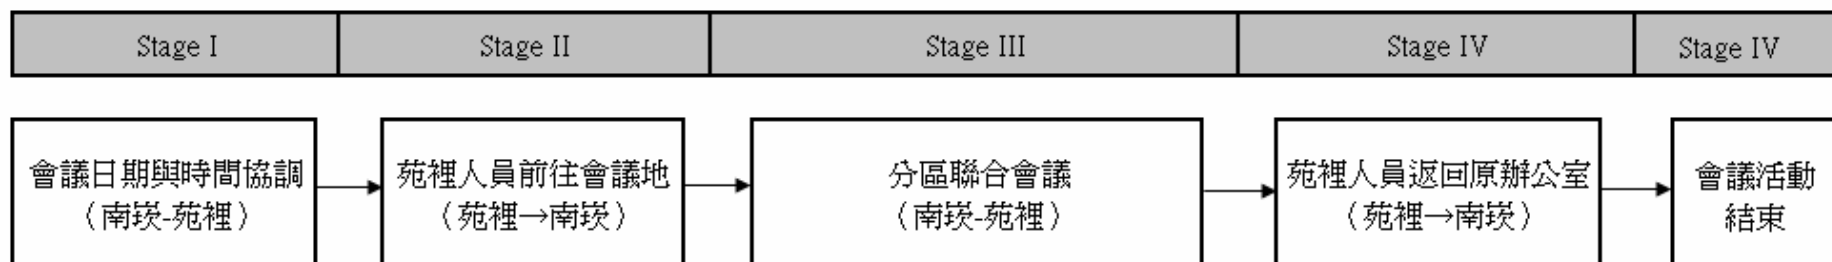 Stage I
Stage II
Stage III
Stage IV
Stage IV
會議日期與時間協調
（南崁-苑裡）
苑裡人員前往會議地
（苑裡→南崁）
分區聯合會議
（南崁-苑裡）
苑裡人員返回原辦公室
（苑裡→南崁）
會議活動
結束